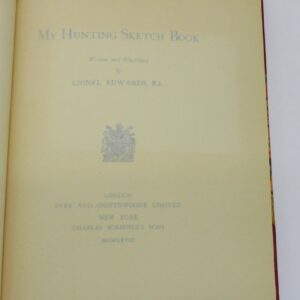 MY HUNTING SKETCH BOOK
Written and Illustrated
by
LIONEL EDWARDS, R.I.
LONDON
EYRE AND SPOTTISWOODE LIMITED
NEW YORK
CHARLES SCRIBNER'S SONS